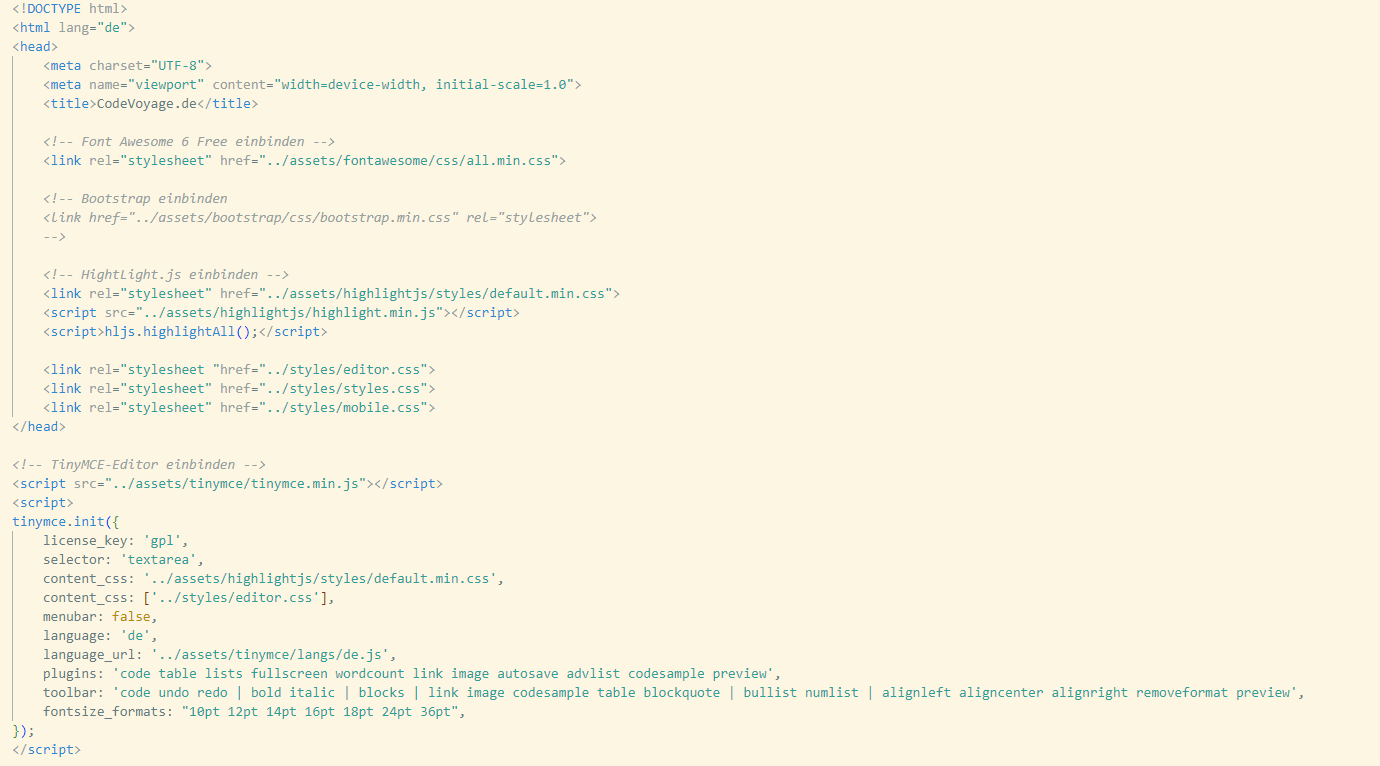 <!DOCTYPE html>
<html lang="de">
<head>
    <meta charset="UTF-8">
    <meta name="viewport" content="width=device-width, initial-scale=1.0">
    <title>CodeVoyage.de</title>

    <!-- Font Awesome 6 Free einbinden -->
    <link rel="stylesheet" href="../assets/fontawesome/css/all.min.css">

    <!-- Bootstrap einbinden
    <link href="../assets/bootstrap/css/bootstrap.min.css" rel="stylesheet">
    -->

    <!-- HightLight.js einbinden -->
    <link rel="stylesheet" href="../assets/highlightjs/styles/default.min.css">
    <script src="../assets/highlightjs/highlight.min.js"></script>
    <script>hljs.highlightAll();</script>

    <link rel="stylesheet "href="../styles/editor.css">
    <link rel="stylesheet" href="../styles/styles.css">
    <link rel="stylesheet" href="../styles/mobile.css">
</head>

<!-- TinyMCE-Editor einbinden -->
<script src="../assets/tinymce/tinymce.min.js"></script>
<script>
tinymce.init({
    license_key: 'gpl',
    selector: 'textarea',
    content_css: '../assets/highlightjs/styles/default.min.css',
    content_css: ['../styles/editor.css'],
    menubar: false,
    language: 'de',
    language_url: '../assets/tinymce/langs/de.js',
    plugins: 'code table lists fullscreen wordcount link image autosave advlist codesample preview',
    toolbar: 'code undo redo | bold italic | blocks | link image codesample table blockquote | bullist numlist | alignleft aligncenter alignright removeformat preview',
    fontsize_formats: "10pt 12pt 14pt 16pt 18pt 24pt 36pt",
});
</script>